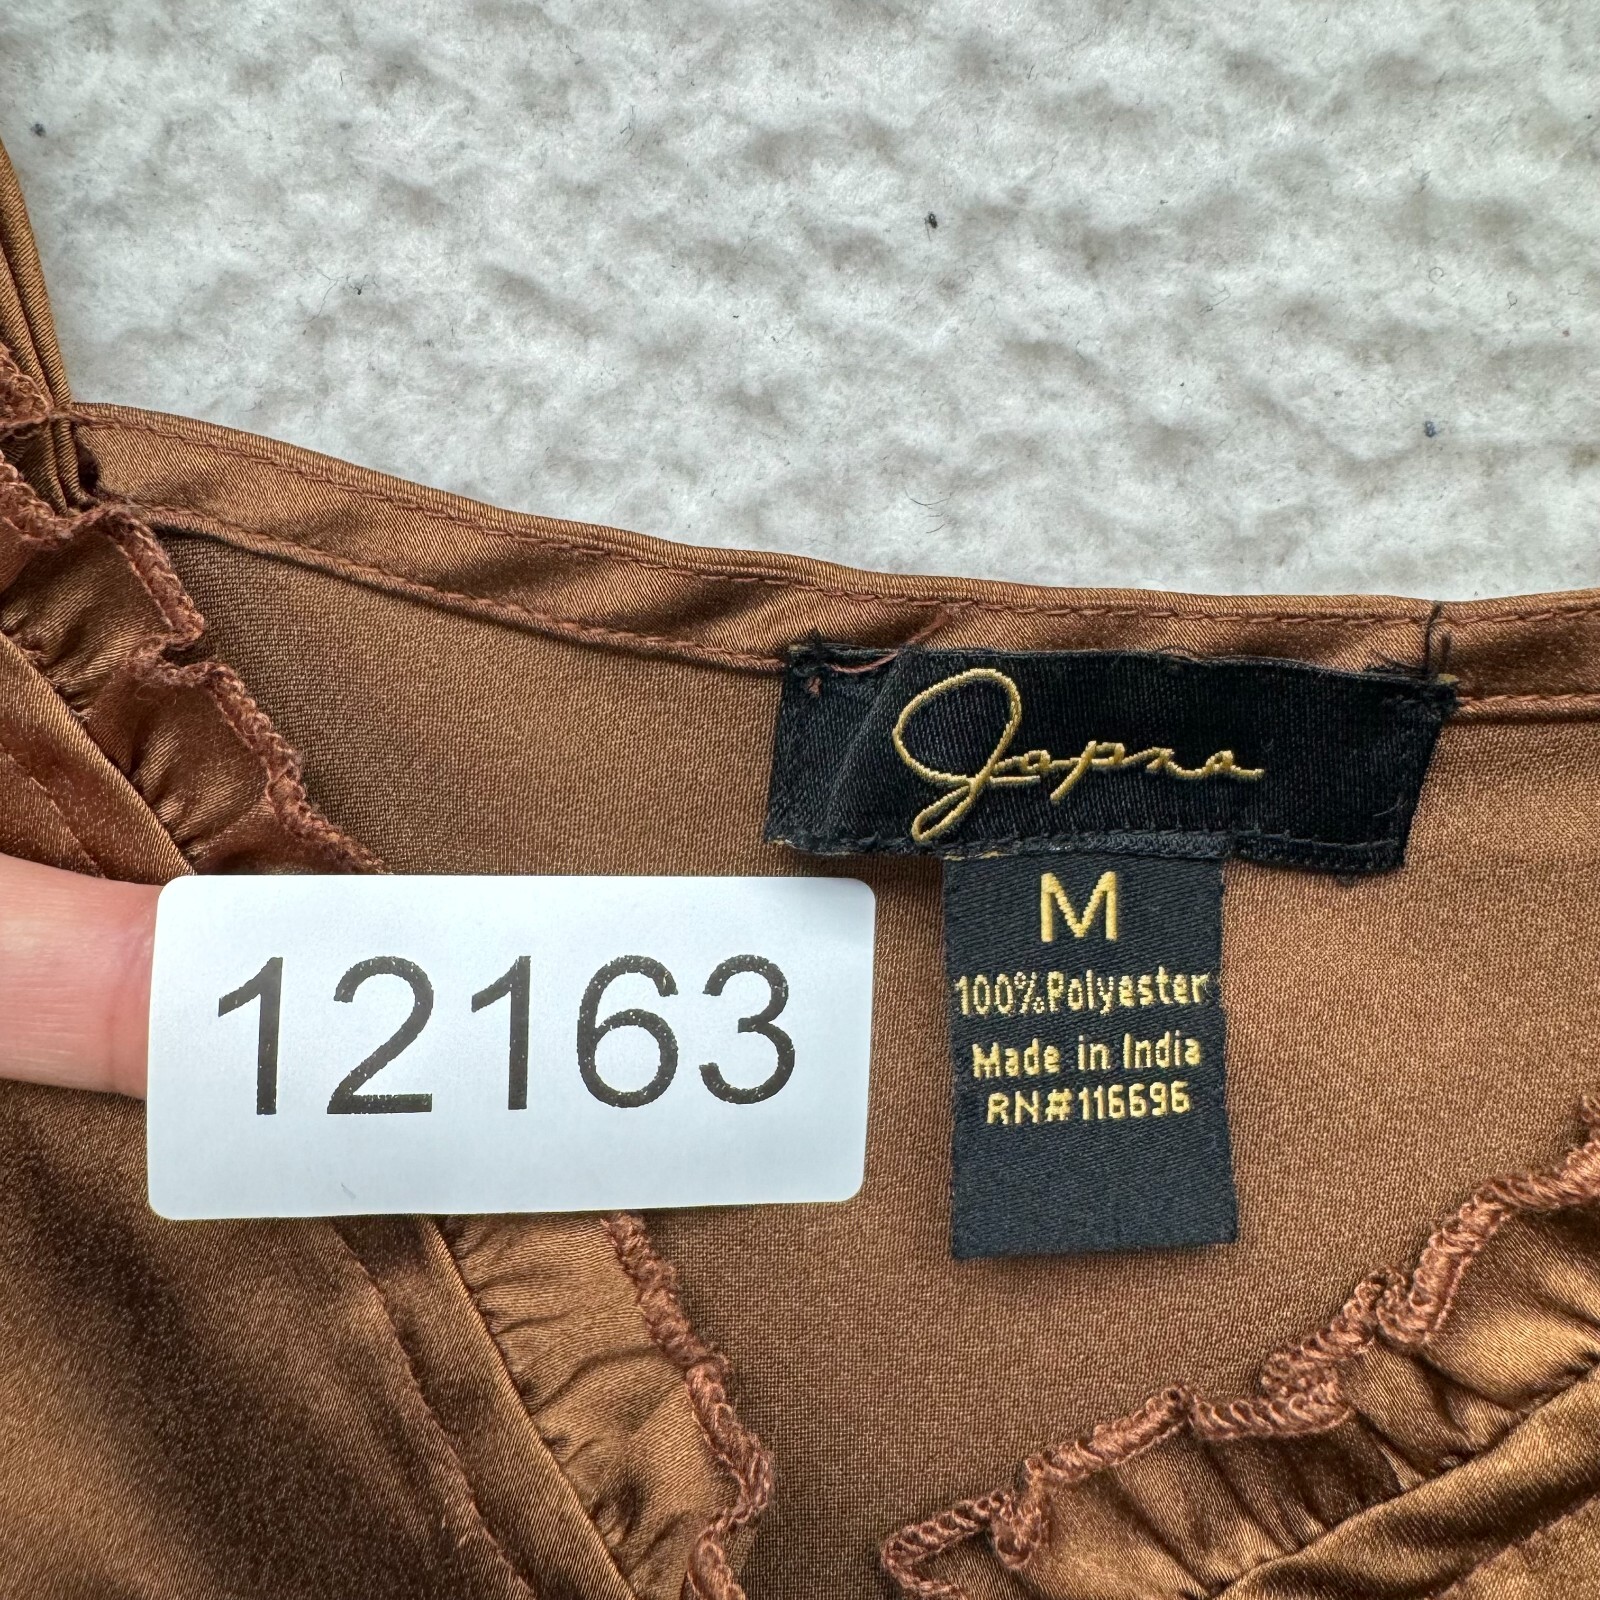 Japna
M
100% Polyester
Made in India
RN#116696
12163